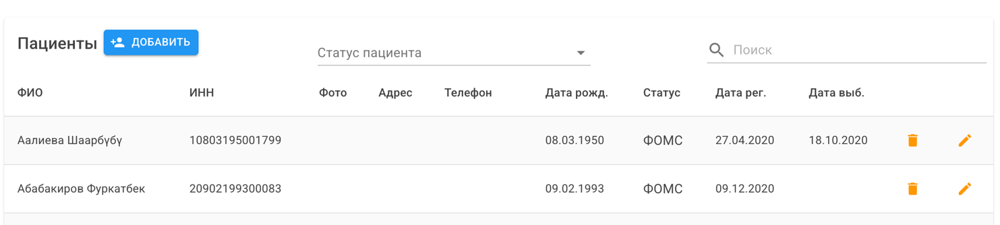 Пациенты ДОБАВИТЬ Статус пациента Поиск
ФИО ИНН Фото Адрес Телефон Дата рожд. Статус Дата рег. Дата выб.
Аалиева Шаарбүбү 10803195001799 08.03.1950 ФОМС 27.04.2020 18.10.2020
Абабакиров Фуркатбек 20902199300083 09.02.1993 ФОМС 09.12.2020